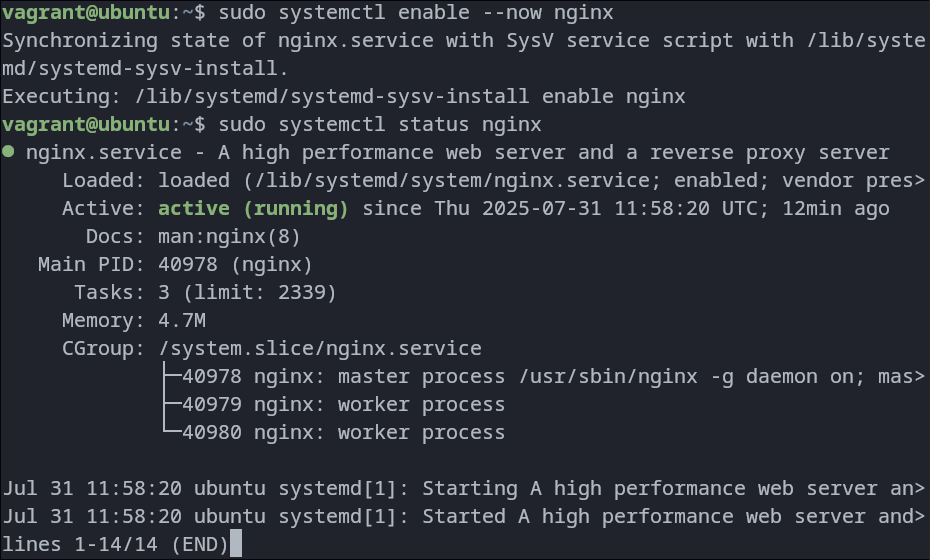 vagrant@ubuntu:~$ sudo systemctl enable --now nginx
Synchronizing state of nginx.service with SysV service script with /lib/syste
md/systemd-sysv-install.
Executing: /lib/systemd/systemd-sysv-install enable nginx
vagrant@ubuntu:~$ sudo systemctl status nginx
● nginx.service - A high performance web server and a reverse proxy server
     Loaded: loaded (/lib/systemd/system/nginx.service; enabled; vendor pres>
     Active: active (running) since Thu 2025-07-31 11:58:20 UTC; 12min ago
       Docs: man:nginx(8)
   Main PID: 40978 (nginx)
      Tasks: 3 (limit: 2339)
     Memory: 4.7M
     CGroup: /system.slice/nginx.service
             ├─40978 nginx: master process /usr/sbin/nginx -g daemon on; mas>
             ├─40979 nginx: worker process
             └─40980 nginx: worker process

Jul 31 11:58:20 ubuntu systemd[1]: Starting A high performance web server an>
Jul 31 11:58:20 ubuntu systemd[1]: Started A high performance web server and>
lines 1-14/14 (END)